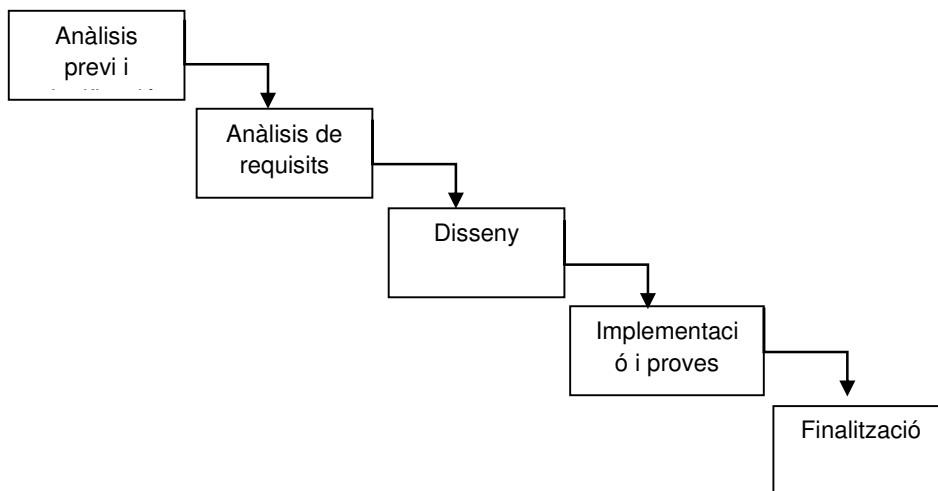 Anàlisis
previ i
Anàlisis de
requisits
Disseny
Implementaci
ó i proves
Finalització